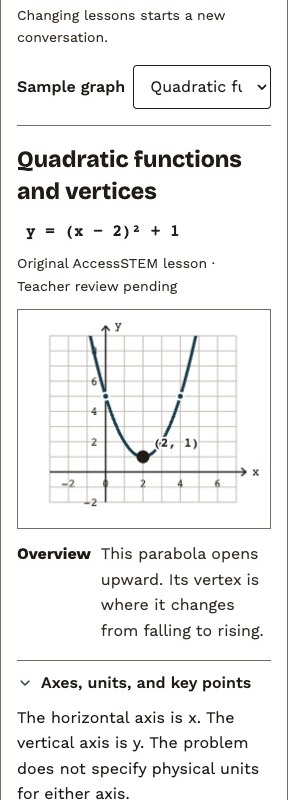 Changing lessons starts a new
conversation.
Sample graph
Quadratic fu
Quadratic functions
and vertices
y = (x − 2)² + 1
Original AccessSTEM lesson ·
Teacher review pending
y
6
4
(2, 1)
2
x
−2
0
2
4
6
−2
Overview This parabola opens
upward. Its vertex is
where it changes
from falling to rising.
Axes, units, and key points
The horizontal axis is x. The
vertical axis is y. The problem
does not specify physical units
for either axis.